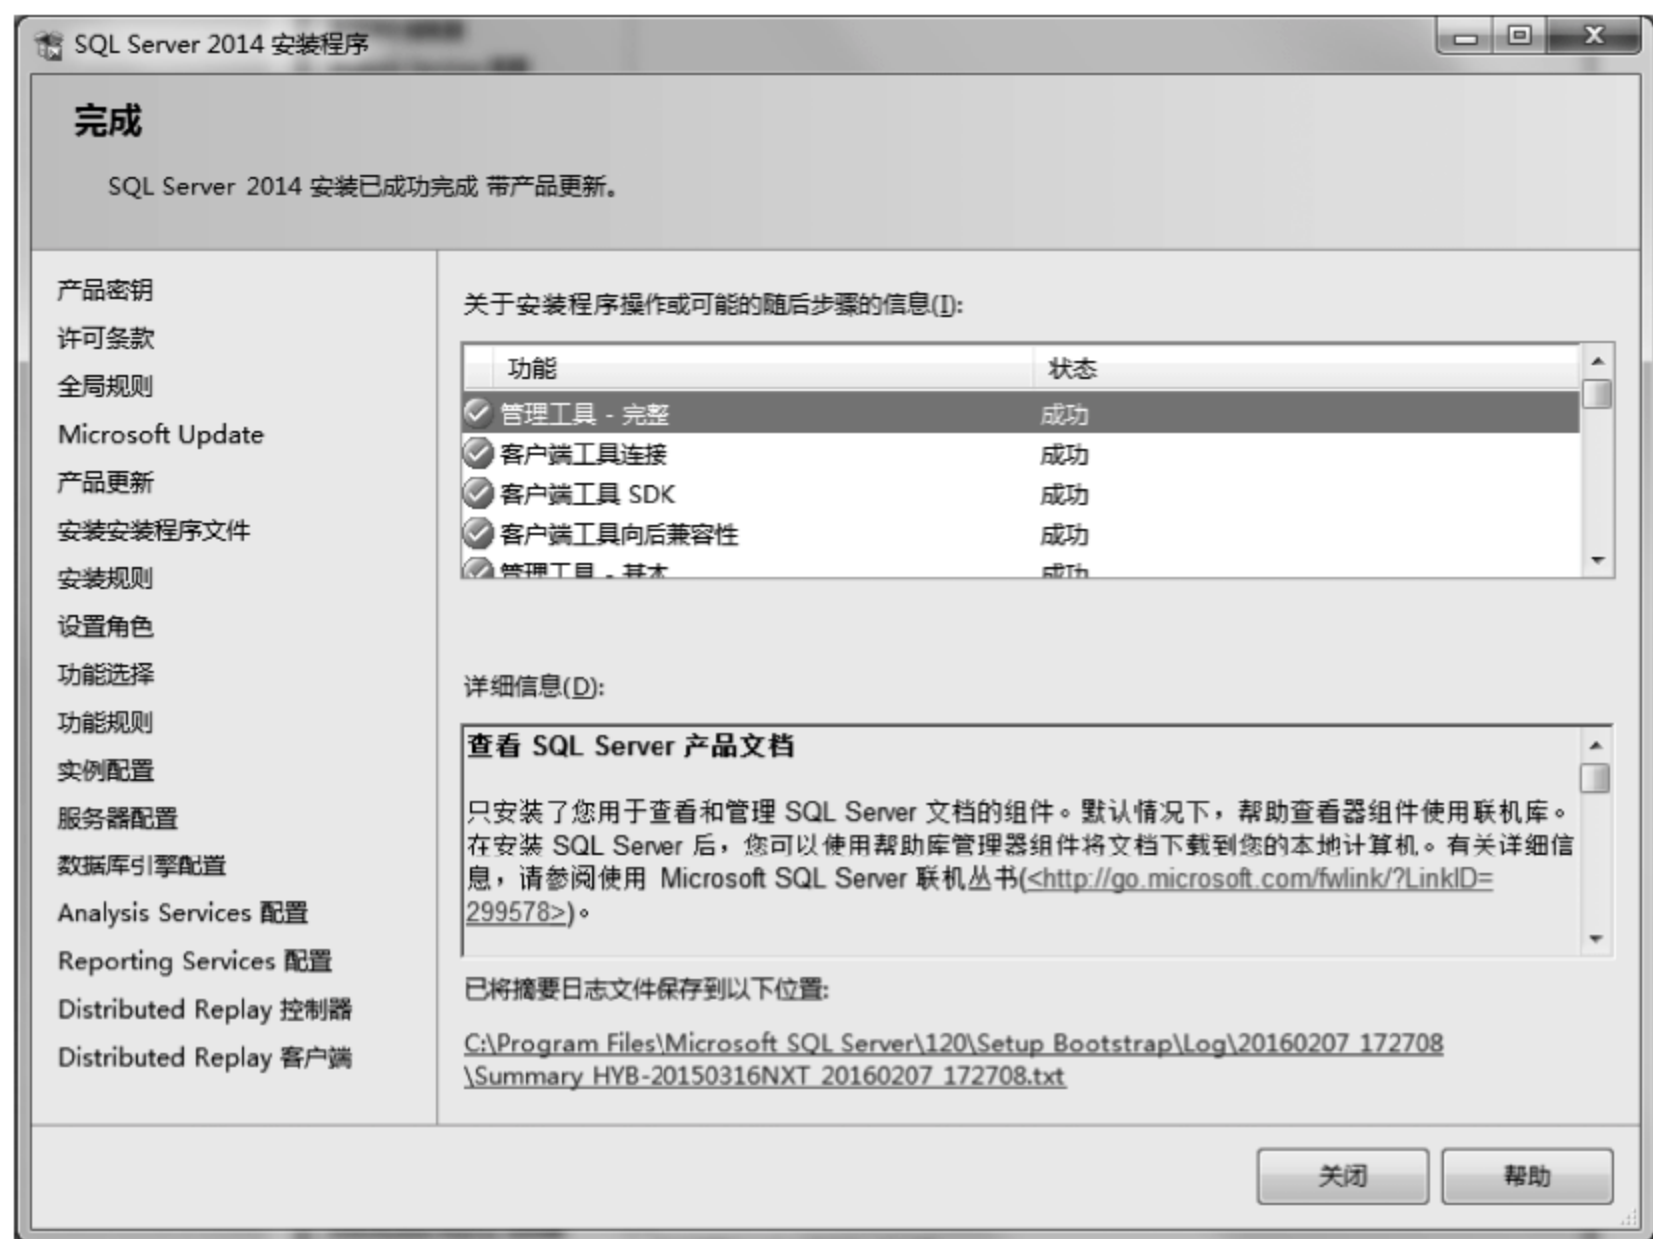 SQL Server 2014 安装程序
完成
SQL Server 2014 安装已成功完成 带产品更新。
产品密钥
许可条款
全局规则
Microsoft Update
产品更新
安装安装程序文件
安装规则
设置角色
功能选择
功能规则
实例配置
服务器配置
数据库引擎配置
Analysis Services 配置
Reporting Services 配置
Distributed Replay 控制器
Distributed Replay 客户端
关于安装程序操作或可能的随后步骤的信息(I):
功能 状态
管理工具 - 完整 成功
客户端工具连接 成功
客户端工具 SDK 成功
客户端工具向后兼容性 成功
管理工具 - 基本 成功
详细信息(D):
查看 SQL Server 产品文档
只安装了您用于查看和管理 SQL Server 文档的组件。默认情况下，帮助查看器组件使用联机库。
在安装 SQL Server 后，您可以使用帮助库管理器组件将文档下载到您的本地计算机。有关详细信
息，请参阅使用 Microsoft SQL Server 联机丛书(<http://go.microsoft.com/fwlink/?LinkID=
299578>)。
已将摘要日志文件保存到以下位置:
C:\Program Files\Microsoft SQL Server\120\Setup Bootstrap\Log\20160207_172708
\Summary_HYB-20150316NXT_20160207_172708.txt
关闭 帮助